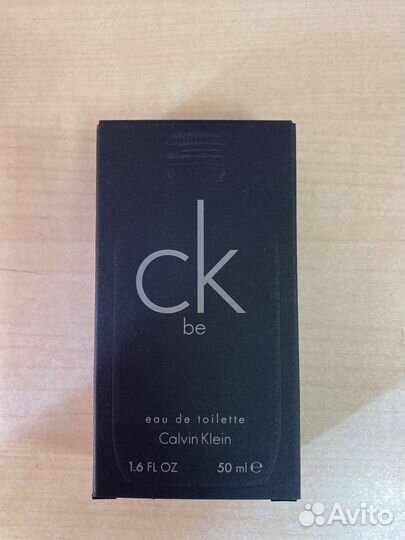 ck
be
eau de toilette
Calvin Klein
1.6 FL OZ 50 ml ℮
Avito